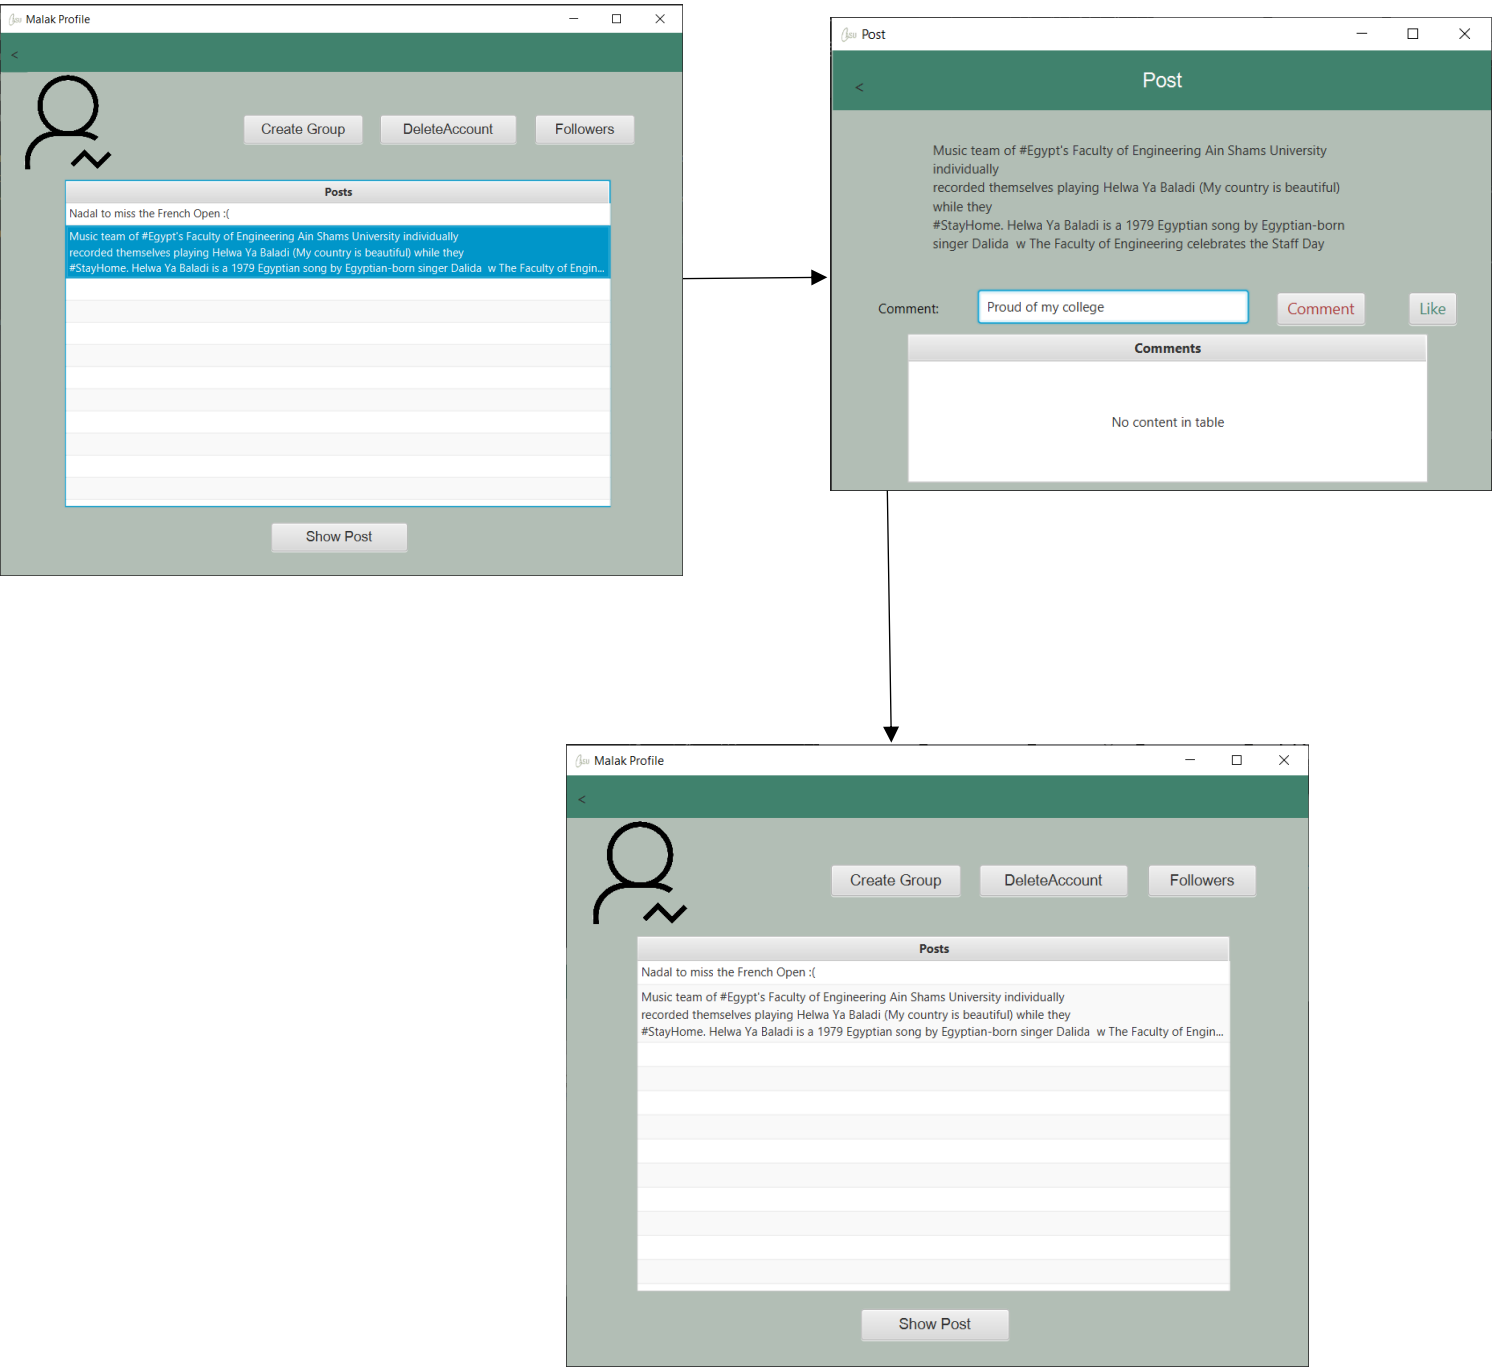 Malak Profile
<
Create Group
DeleteAccount
Followers
Posts
Nadal to miss the French Open :(
Music team of #Egypt's Faculty of Engineering Ain Shams University individually
recorded themselves playing Helwa Ya Baladi (My country is beautiful) while they
#StayHome. Helwa Ya Baladi is a 1979 Egyptian song by Egyptian-born singer Dalida  w The Faculty of Engin...
Show Post
Post
<
Post
Music team of #Egypt's Faculty of Engineering Ain Shams University
individually
recorded themselves playing Helwa Ya Baladi (My country is beautiful)
while they
#StayHome. Helwa Ya Baladi is a 1979 Egyptian song by Egyptian-born
singer Dalida  w The Faculty of Engineering celebrates the Staff Day
Comment:
Proud of my college
Comment
Like
Comments
No content in table
Malak Profile
<
Create Group
DeleteAccount
Followers
Posts
Nadal to miss the French Open :(
Music team of #Egypt's Faculty of Engineering Ain Shams University individually
recorded themselves playing Helwa Ya Baladi (My country is beautiful) while they
#StayHome. Helwa Ya Baladi is a 1979 Egyptian song by Egyptian-born singer Dalida  w The Faculty of Engin...
Show Post